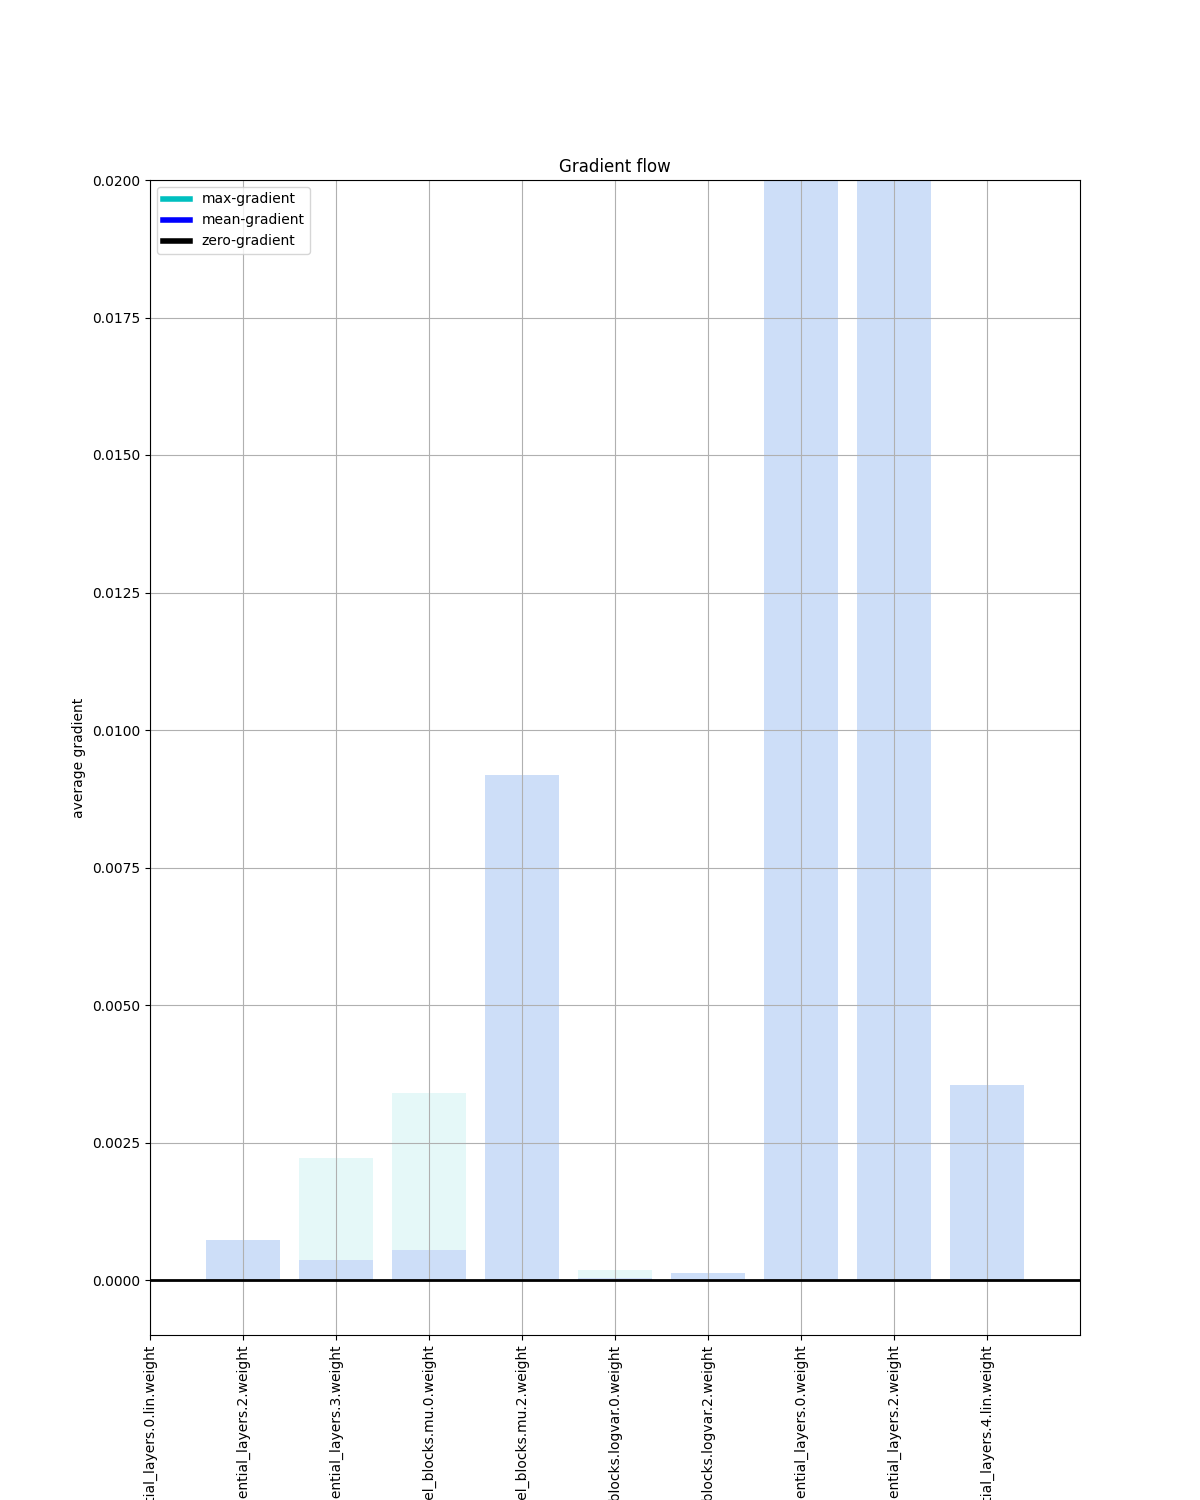 Gradient flow
max-gradient
mean-gradient
zero-gradient
0.0200
0.0175
0.0150
0.0125
0.0100
0.0075
0.0050
0.0025
0.0000
average gradient
tial_layers.0.lin.weight
ential_layers.2.weight
ential_layers.3.weight
el_blocks.mu.0.weight
el_blocks.mu.2.weight
blocks.logvar.0.weight
blocks.logvar.2.weight
ential_layers.0.weight
ential_layers.2.weight
tial_layers.4.lin.weight